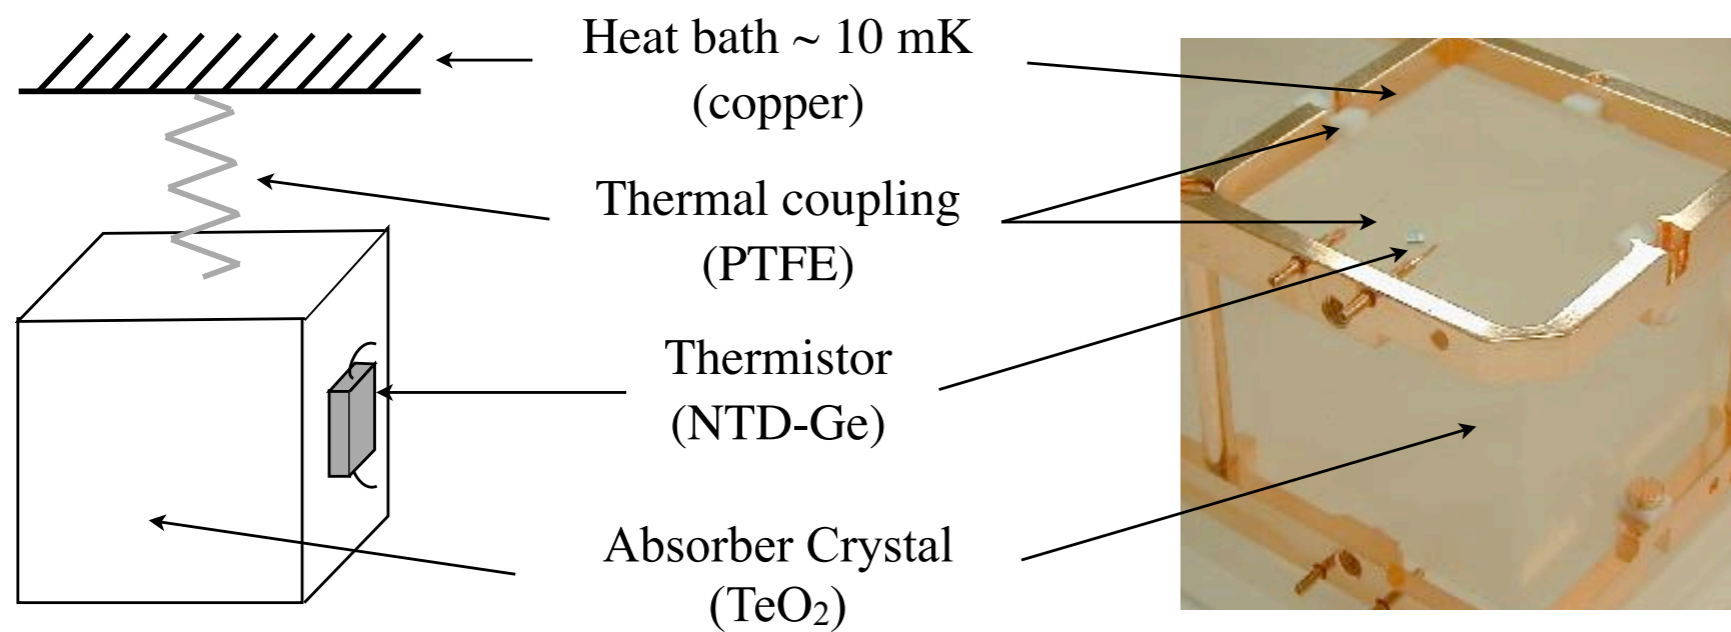 Heat bath ~ 10 mK
(copper)
Thermal coupling
(PTFE)
Thermistor
(NTD-Ge)
Absorber Crystal
(TeO₂)